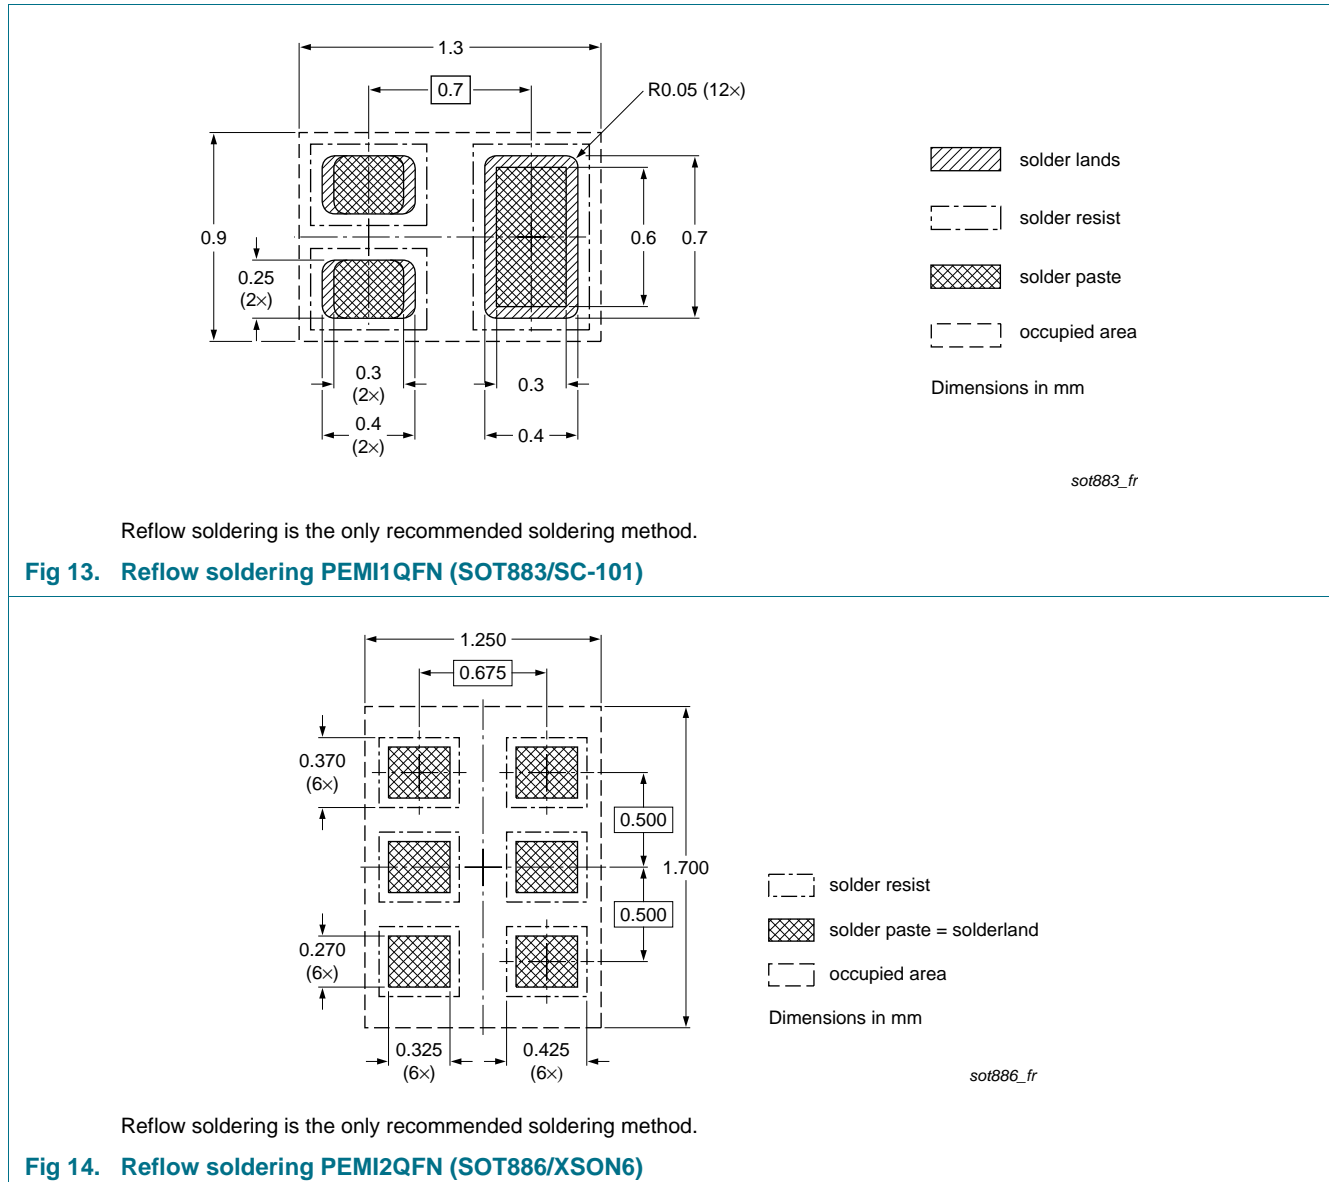 1.3
0.7
R0.05 (12×)
solder lands
solder resist
0.9
0.6
0.7
0.25
(2×)
solder paste
occupied area
0.3
(2×)
0.3
Dimensions in mm
0.4
(2×)
0.4
sot883_fr
Reflow soldering is the only recommended soldering method.
Fig 13. Reflow soldering PEMI1QFN (SOT883/SC-101)
1.250
0.675
0.370
(6×)
0.500
1.700
solder resist
0.500
solder paste = solderland
0.270
(6×)
occupied area
Dimensions in mm
0.325
(6×)
0.425
(6×)
sot886_fr
Reflow soldering is the only recommended soldering method.
Fig 14. Reflow soldering PEMI2QFN (SOT886/XSON6)